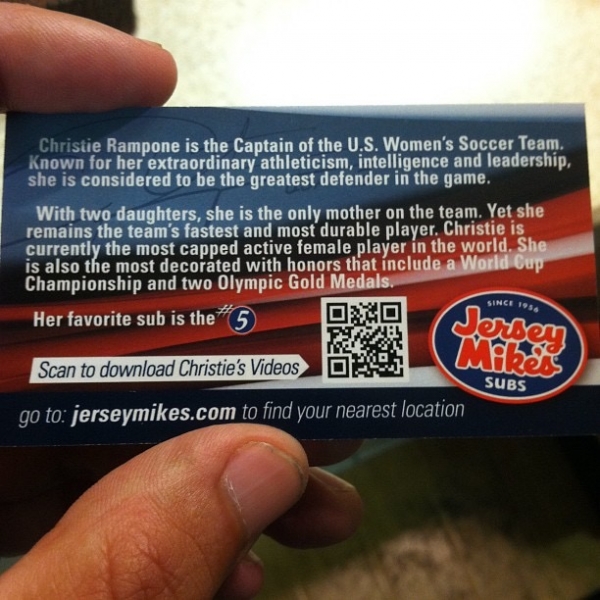 Christie Rampone is the Captain of the U.S. Women's Soccer Team.
Known for her extraordinary athleticism, intelligence and leadership,
she is considered to be the greatest defender in the game.
With two daughters, she is the only mother on the team. Yet she
remains the team's fastest and most durable player. Christie is
currently the most capped active female player in the world. She
is also the most decorated with honors that include a World Cup
Championship and two Olympic Gold Medals.
Her favorite sub is the #5
Scan to download Christie's Videos
SINCE 1956
Jersey
Mike's
SUBS
go to: jerseymikes.com to find your nearest location